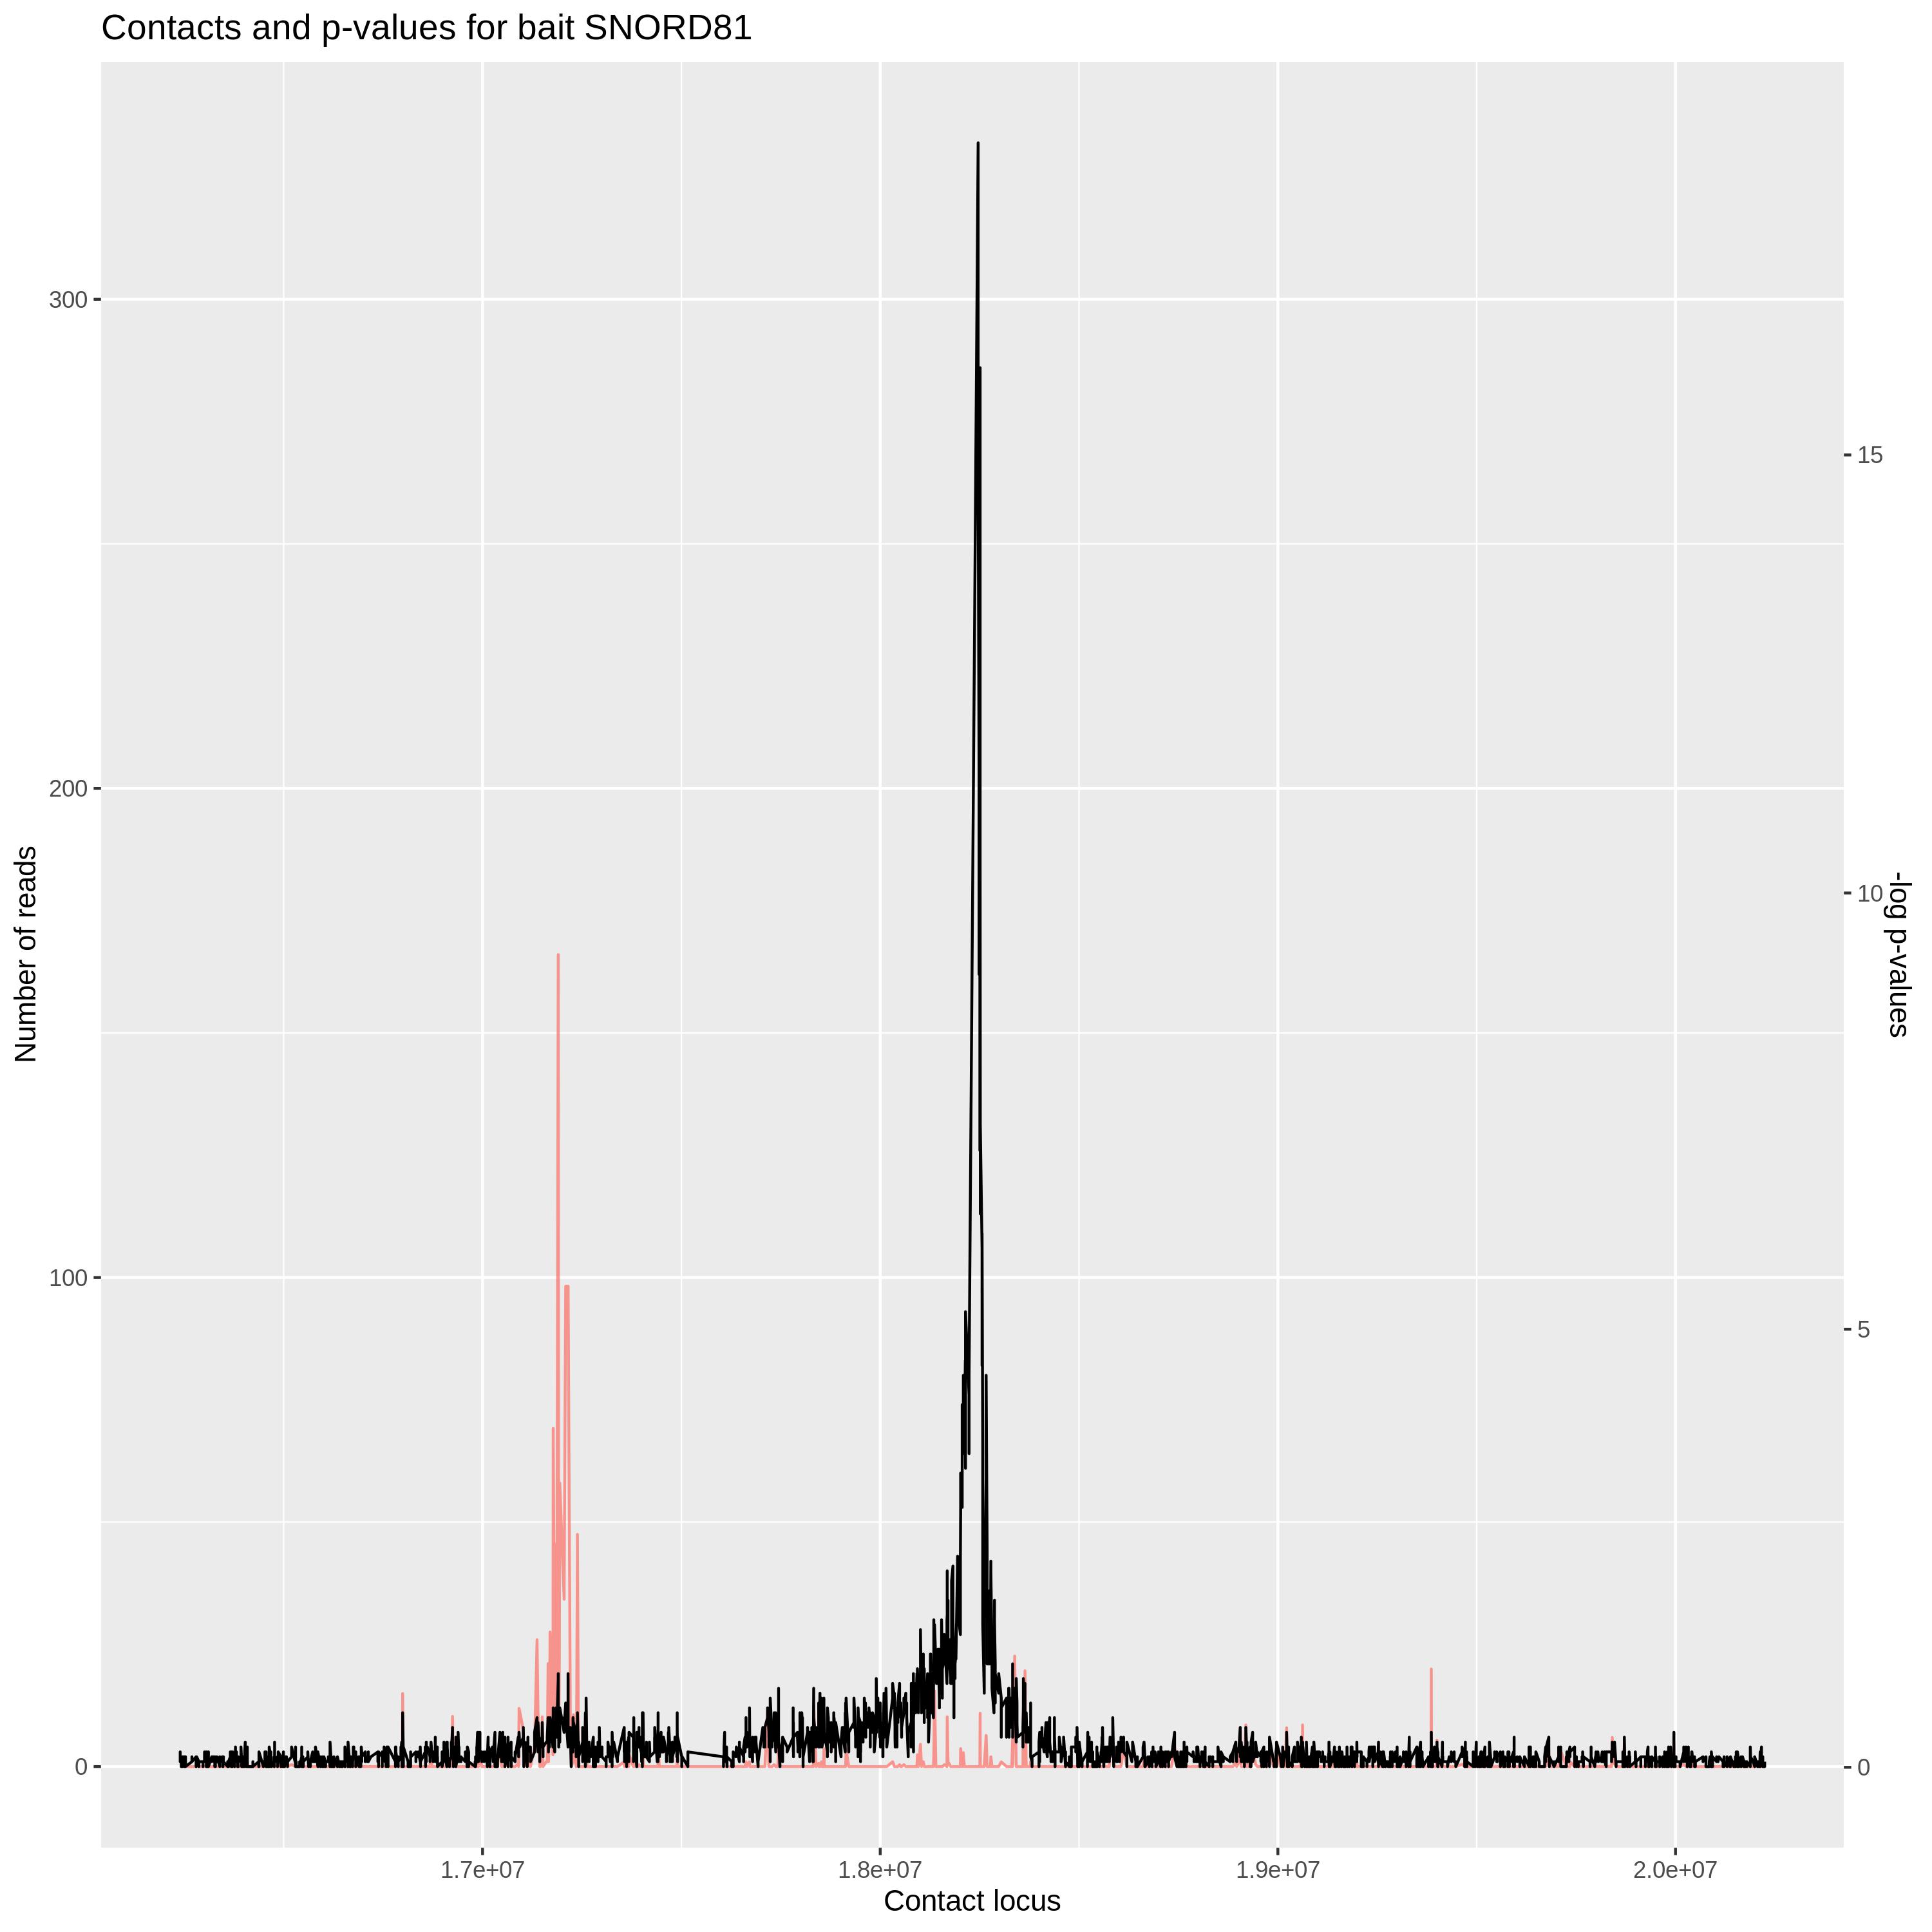 Contacts and p-values for bait SNORD81
Number of reads
300
200
100
0
15
10
5
0
-log p-values
1.7e+07
1.8e+07
1.9e+07
2.0e+07
Contact locus